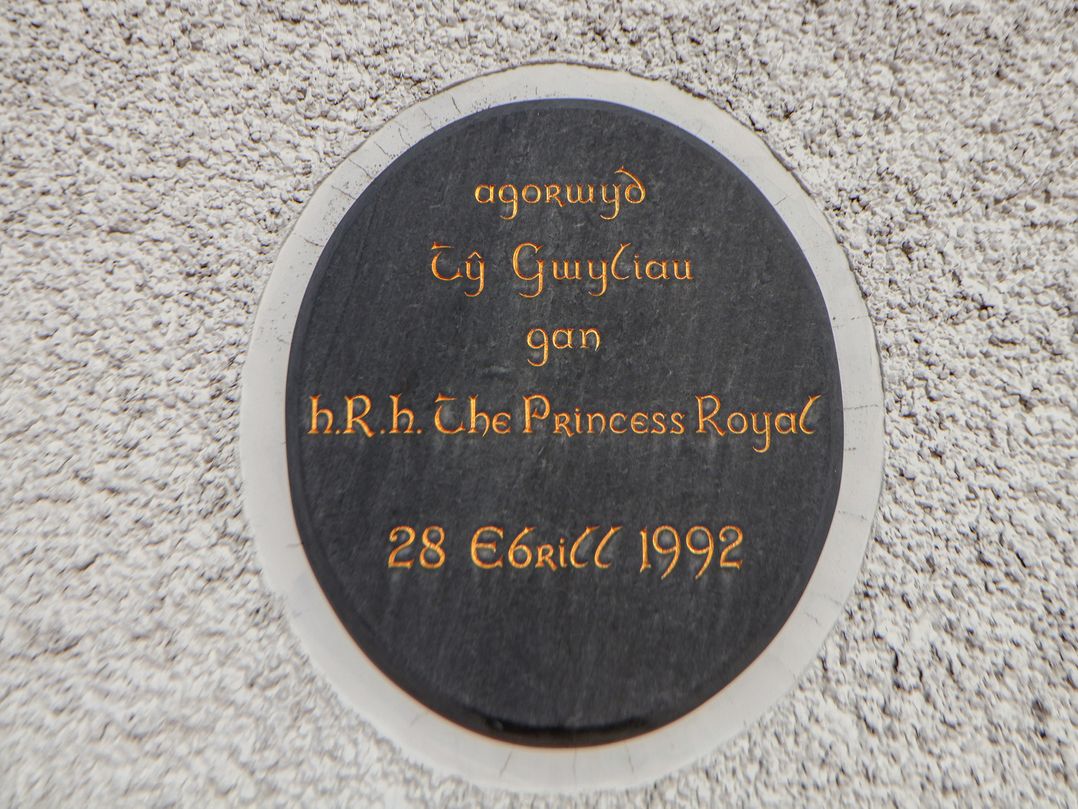 agorwyd
Tŷ Gwyliau
gan
h.R.h. The Princess Royal
28 Ebrill 1992